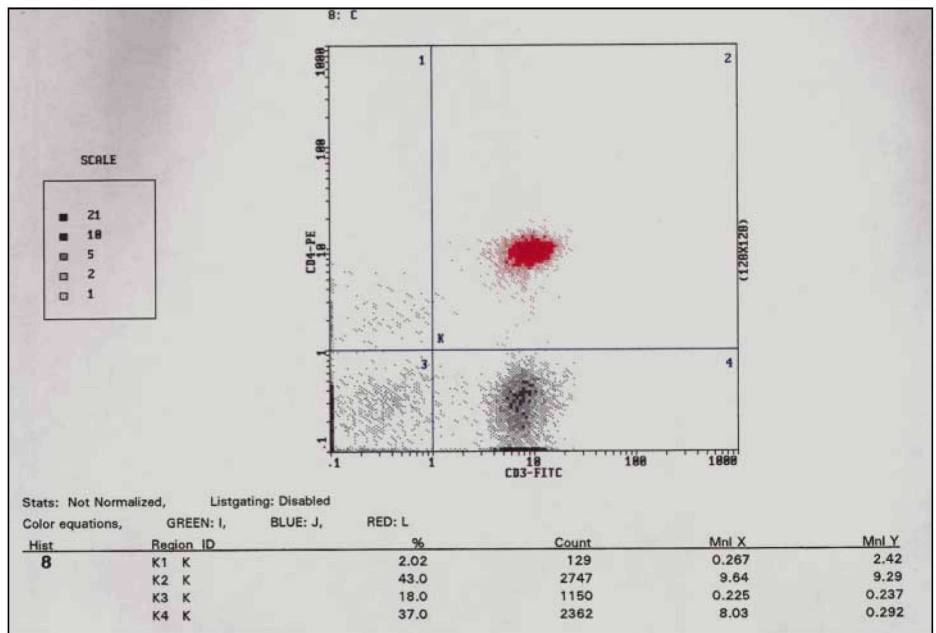 8: C
1
2
1000
100
10
1
.1
CD4-PE
K
3
4
(128X128)
.1
1
10
100
1000
CD3-FITC
SCALE
21
10
5
2
1
Stats: Not Normalized, Listgating: Disabled
Color equations, GREEN: I, BLUE: J, RED: L
Hist Region ID % Count Mnl X Mnl Y
8 K1 K 2.02 129 0.267 2.42
K2 K 43.0 2747 9.64 9.29
K3 K 18.0 1150 0.225 0.237
K4 K 37.0 2362 8.03 0.292